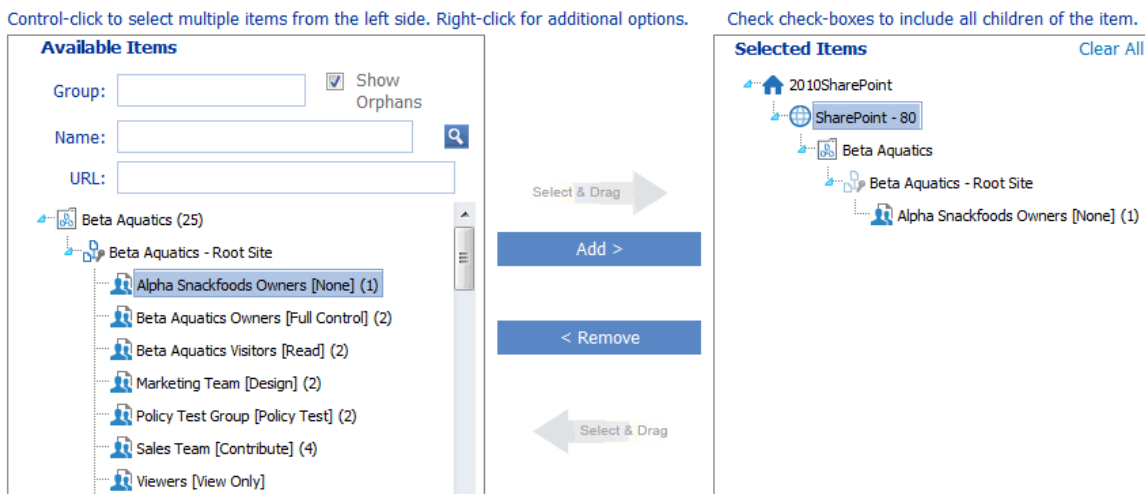 Control-click to select multiple items from the left side. Right-click for additional options.
Check check-boxes to include all children of the item.
Available Items
Group:
Show
Orphans
Name:
URL:
Beta Aquatics (25)
Beta Aquatics - Root Site
Alpha Snackfoods Owners [None] (1)
Beta Aquatics Owners [Full Control] (2)
Beta Aquatics Visitors [Read] (2)
Marketing Team [Design] (2)
Policy Test Group [Policy Test] (2)
Sales Team [Contribute] (4)
Viewers [View Only]
Select & Drag
Add >
< Remove
Select & Drag
Selected Items
Clear All
2010SharePoint
SharePoint - 80
Beta Aquatics
Beta Aquatics - Root Site
Alpha Snackfoods Owners [None] (1)